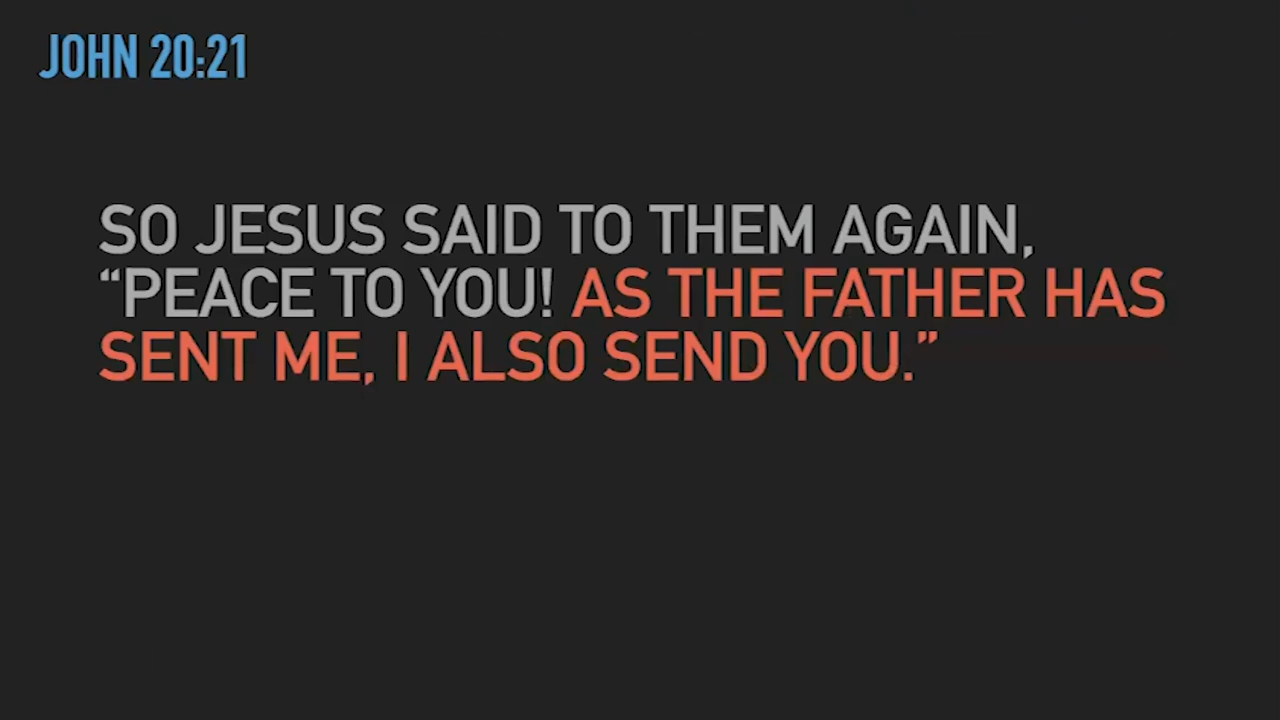 JOHN 20:21
SO JESUS SAID TO THEM AGAIN,
“PEACE TO YOU! AS THE FATHER HAS
SENT ME, I ALSO SEND YOU.”